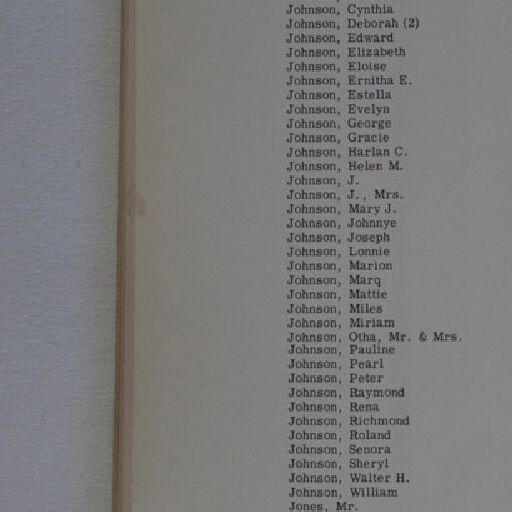 Johnson, Cynthia
Johnson, Deborah (2)
Johnson, Edward
Johnson, Elizabeth
Johnson, Eloise
Johnson, Ernitha E.
Johnson, Estella
Johnson, Evelyn
Johnson, George
Johnson, Gracie
Johnson, Harlan C.
Johnson, Helen M.
Johnson, J.
Johnson, J., Mrs.
Johnson, Mary J.
Johnson, Johnnye
Johnson, Joseph
Johnson, Lonnie
Johnson, Marion
Johnson, Marq
Johnson, Mattie
Johnson, Miles
Johnson, Miriam
Johnson, Otha, Mr. & Mrs.
Johnson, Pauline
Johnson, Pearl
Johnson, Peter
Johnson, Raymond
Johnson, Rena
Johnson, Richmond
Johnson, Roland
Johnson, Senora
Johnson, Sheryl
Johnson, Walter H.
Johnson, William
Jones, Mr.